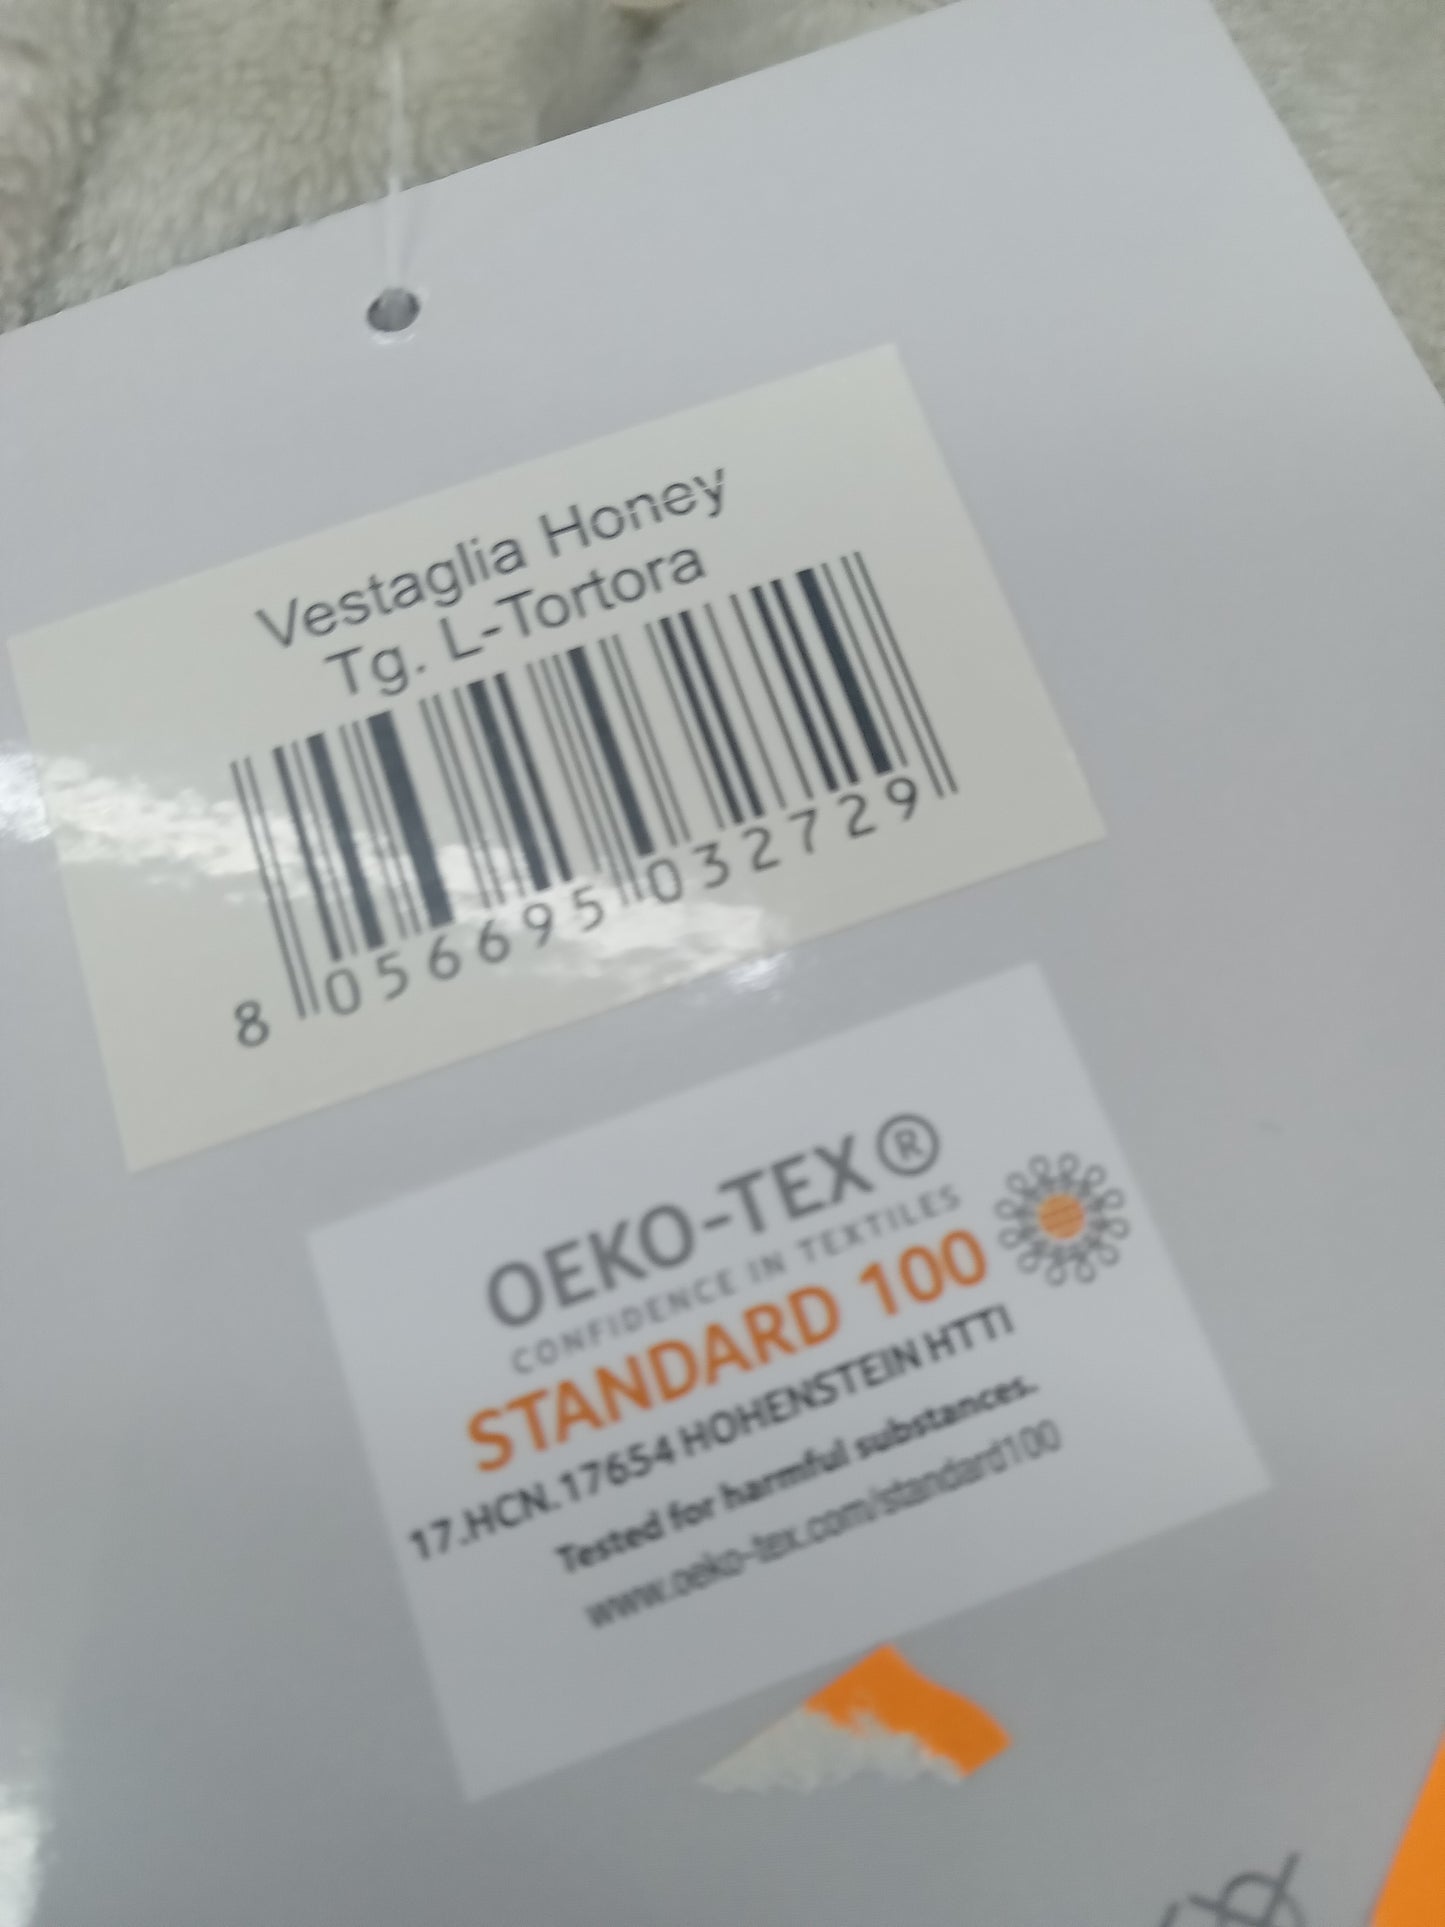 Vestaglia Honey
Tg. L-Tortora
8 056695 032729
OEKO-TEX®
CONFIDENCE IN TEXTILES
STANDARD 100
17.HCN.17654 HOHENSTEIN HTTI
Tested for harmful substances.
www.oeko-tex.com/standard100